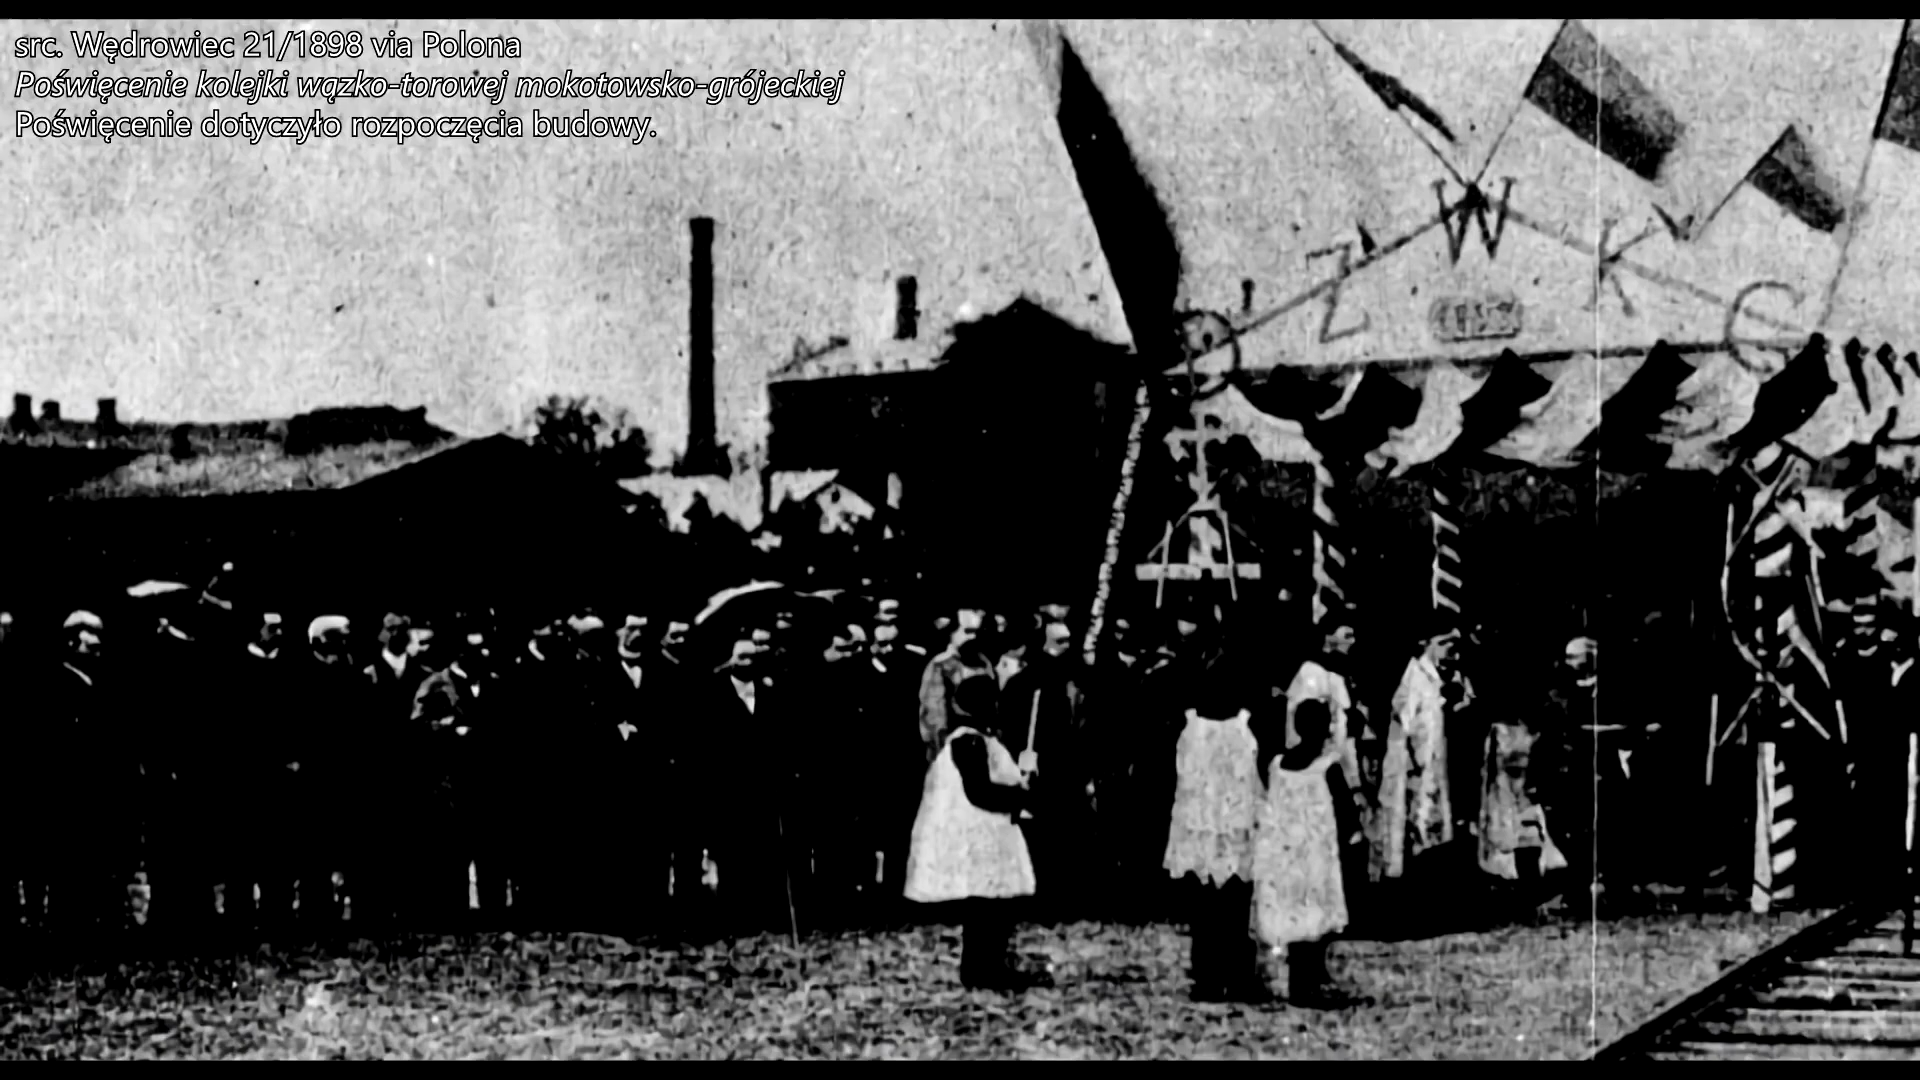 src. Wędrowiec 21/1898 via Polona
Poświęcenie kolejki wązko-torowej mokotowsko-grójeckiej
Poświęcenie dotyczyło rozpoczęcia budowy.
D Z W K G